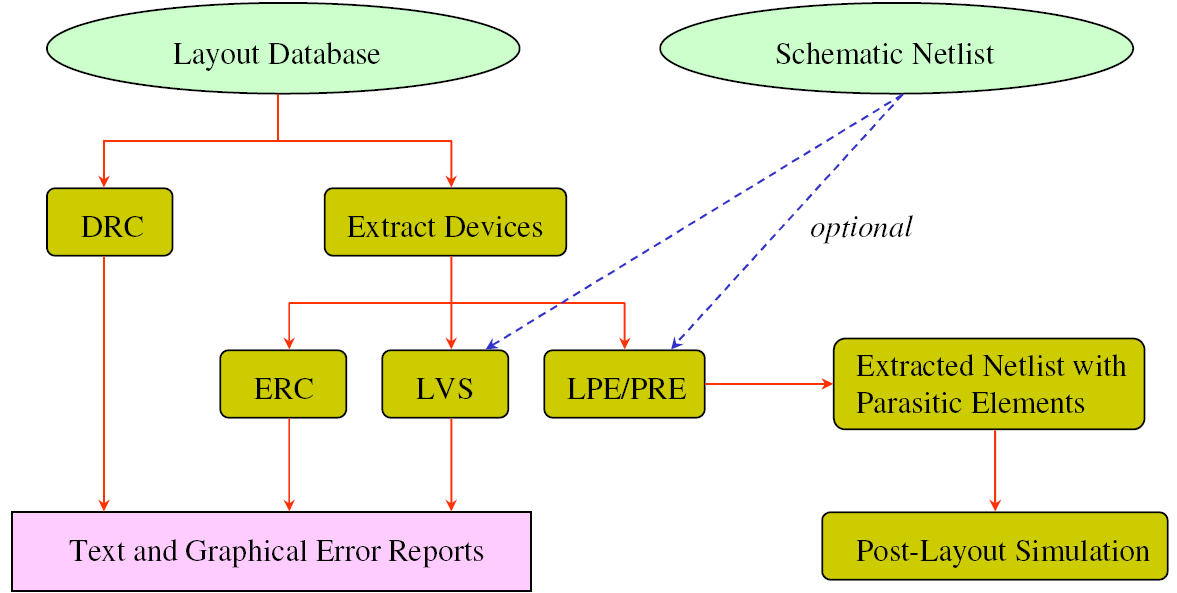 Layout Database
Schematic Netlist
DRC
Extract Devices
optional
ERC
LVS
LPE/PRE
Extracted Netlist with
Parasitic Elements
Text and Graphical Error Reports
Post-Layout Simulation